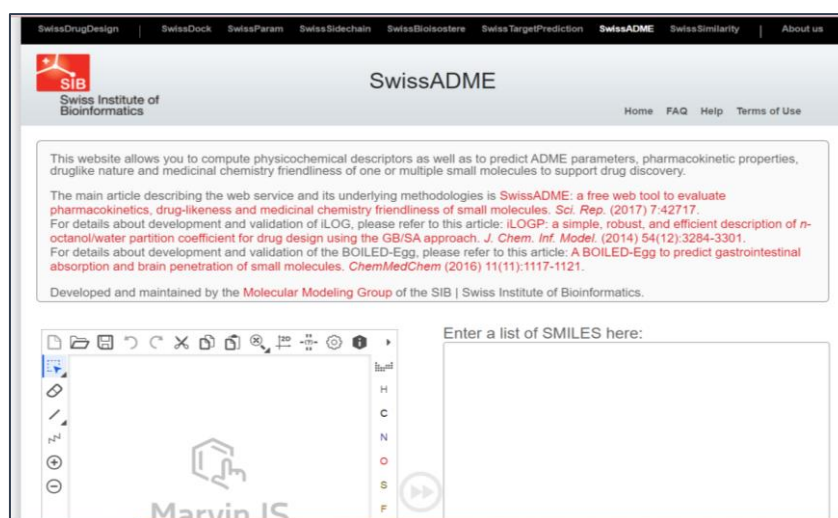 SwissDrugDesign | SwissDock SwissParam SwissSidechain SwissBioisostere SwissTargetPrediction SwissADME SwissSimilarity | About us
SIB
Swiss Institute of
Bioinformatics
SwissADME
Home FAQ Help Terms of Use
This website allows you to compute physicochemical descriptors as well as to predict ADME parameters, pharmacokinetic properties,
druglike nature and medicinal chemistry friendliness of one or multiple small molecules to support drug discovery.
The main article describing the web service and its underlying methodologies is SwissADME: a free web tool to evaluate
pharmacokinetics, drug-likeness and medicinal chemistry friendliness of small molecules. Sci. Rep. (2017) 7:42717.
For details about development and validation of iLOG, please refer to this article: iLOGP: a simple, robust, and efficient description of n-
octanol/water partition coefficient for drug design using the GB/SA approach. J. Chem. Inf. Model. (2014) 54(12):3284-3301.
For details about development and validation of the BOILED-Egg, please refer to this article: A BOILED-Egg to predict gastrointestinal
absorption and brain penetration of small molecules. ChemMedChem (2016) 11(11):1117-1121.
Developed and maintained by the Molecular Modeling Group of the SIB | Swiss Institute of Bioinformatics.
Enter a list of SMILES here:
2D
H
C
N
O
S
F
Marvin JS